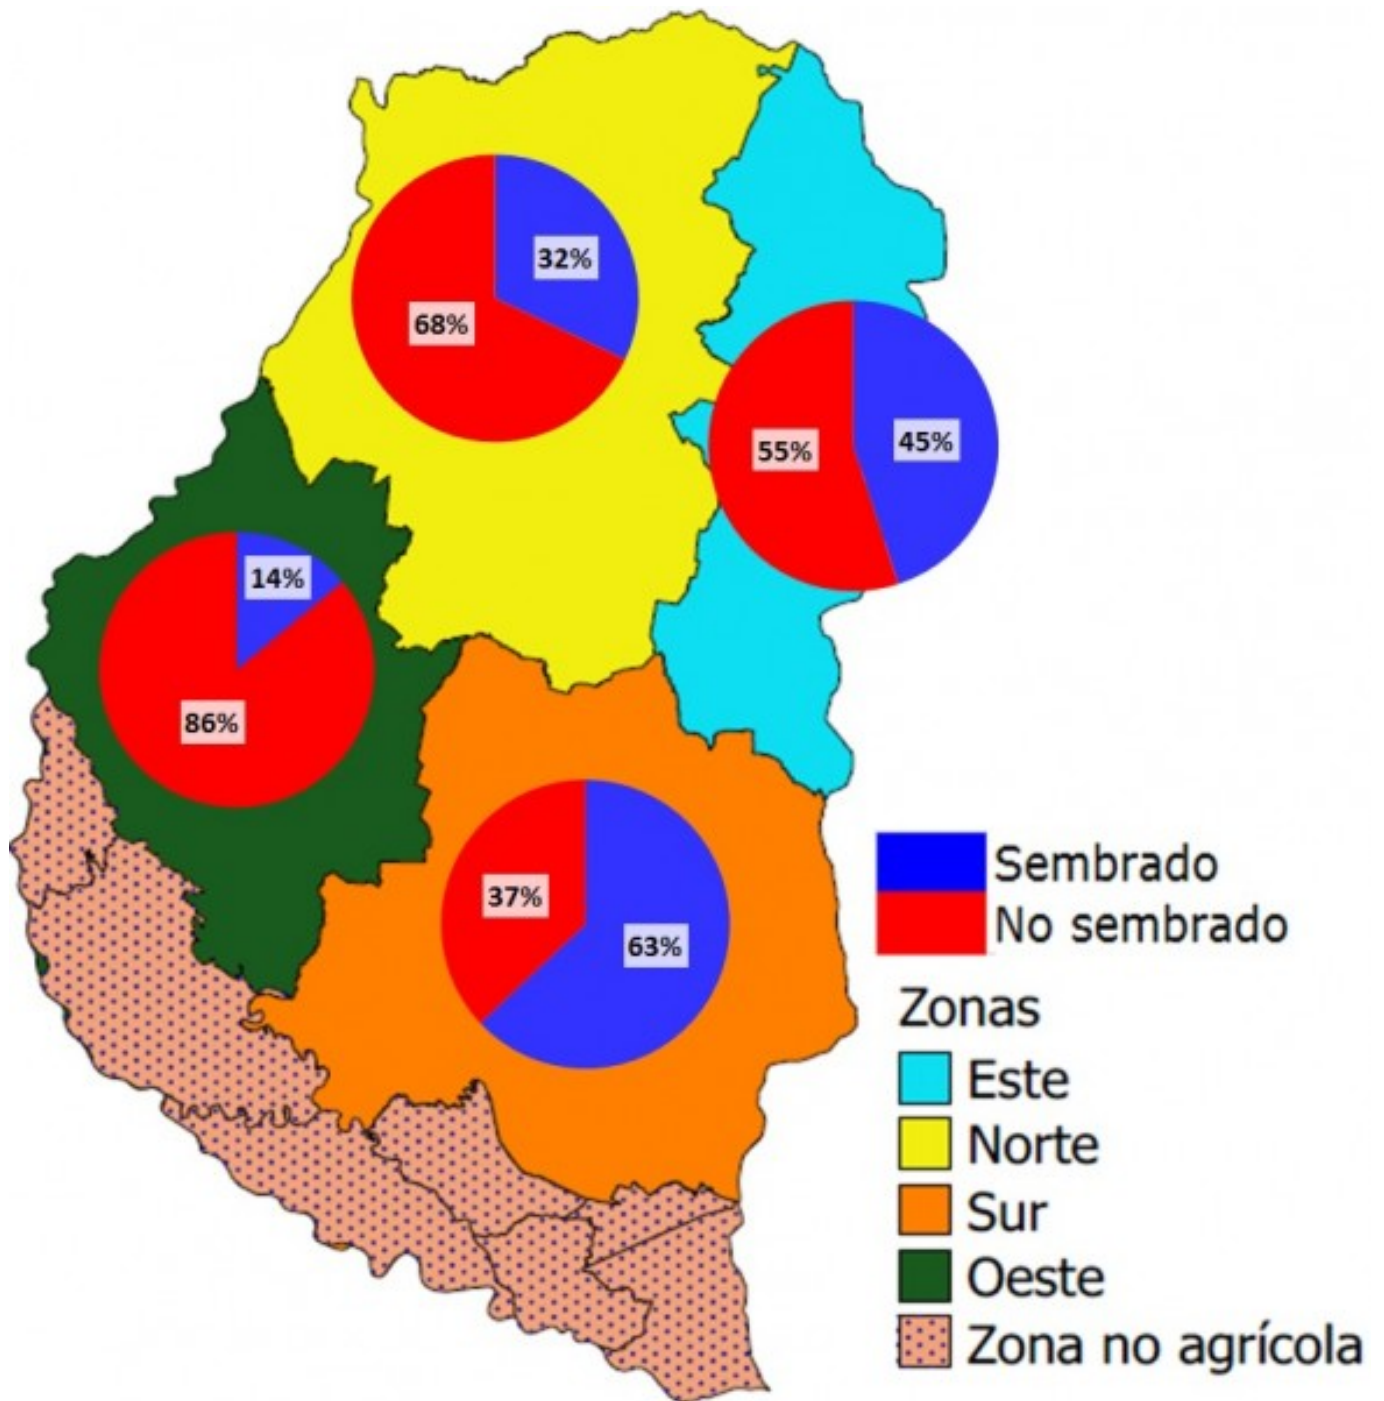 32%
68%
45%
55%
14%
86%
37%
63%
Sembrado
No sembrado
Zonas
Este
Norte
Sur
Oeste
Zona no agrícola